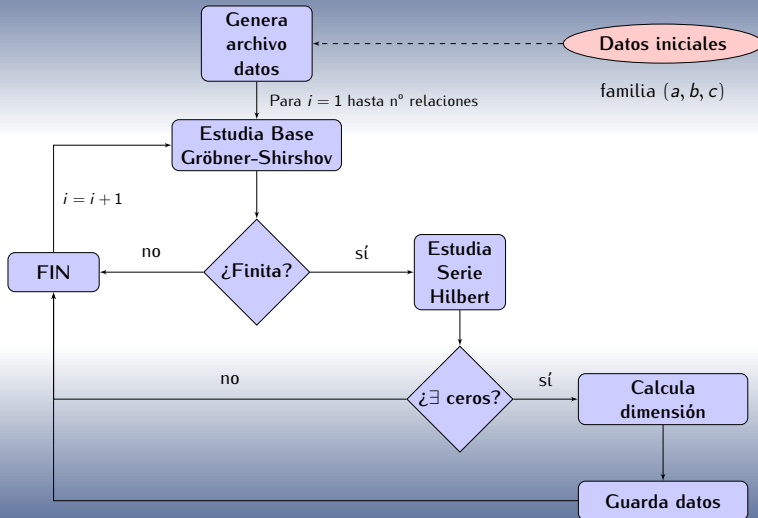 Genera
archivo
datos
Datos iniciales
familia (a, b, c)
Para i = 1 hasta nº relaciones
Estudia Base
Gröbner-Shirshov
i = i + 1
FIN
no
¿Finita?
sí
Estudia
Serie
Hilbert
no
¿∃ ceros?
sí
Calcula
dimensión
Guarda datos